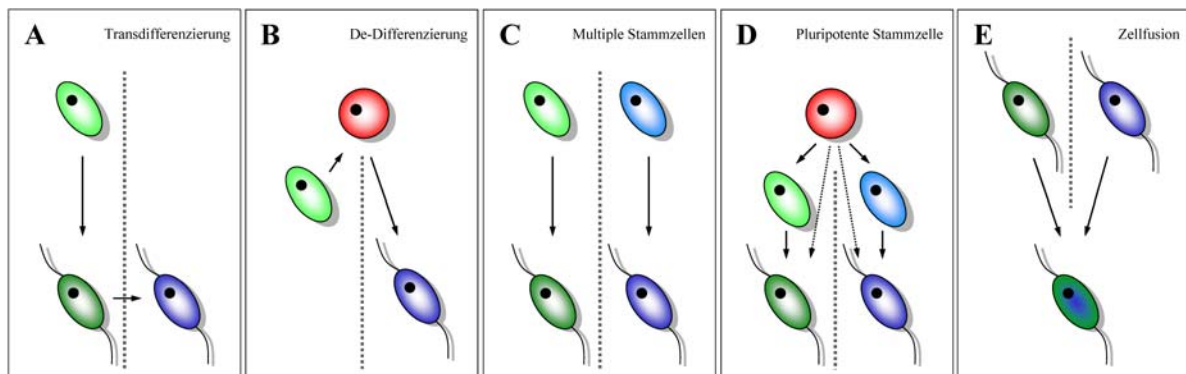 A Transdifferenzierung
B De-Differenzierung
C Multiple Stammzellen
D Pluripotente Stammzelle
E Zellfusion